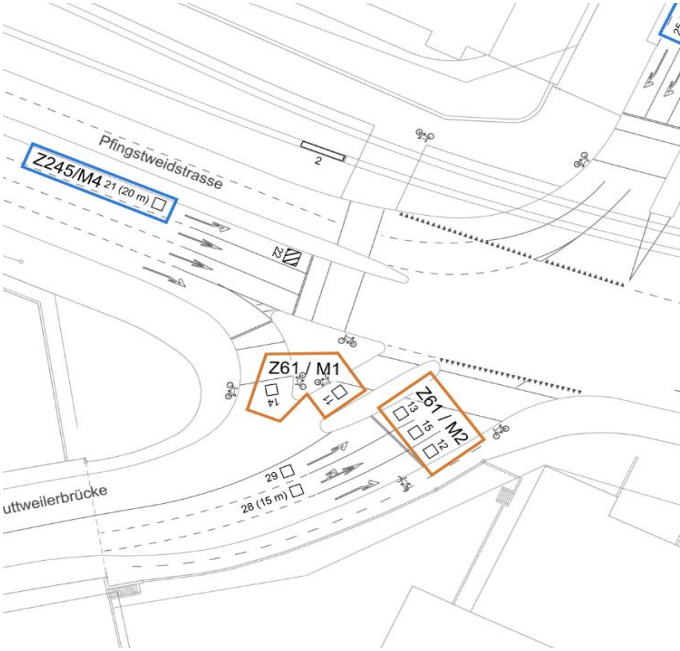 Pfingstweidstrasse
2
Z245/M4 21 (20 m)
22
Z61 / M1
14
11
Z61 / M2
13
15
12
29
28 (15 m)
uttweilerbrücke
25